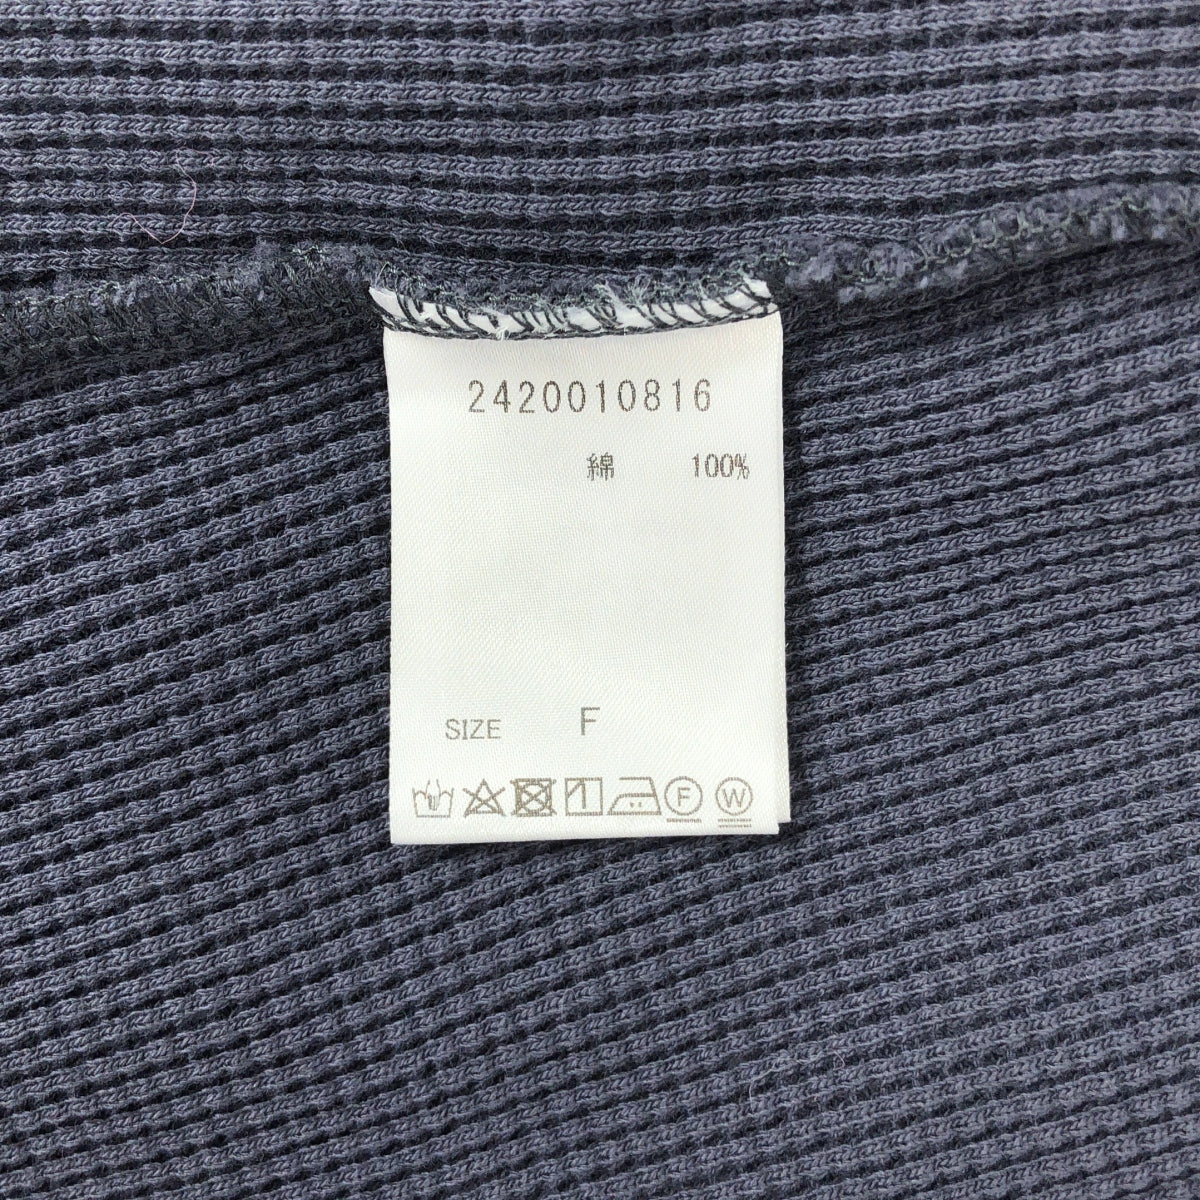 2420010816
綿 100%
SIZE F
F W